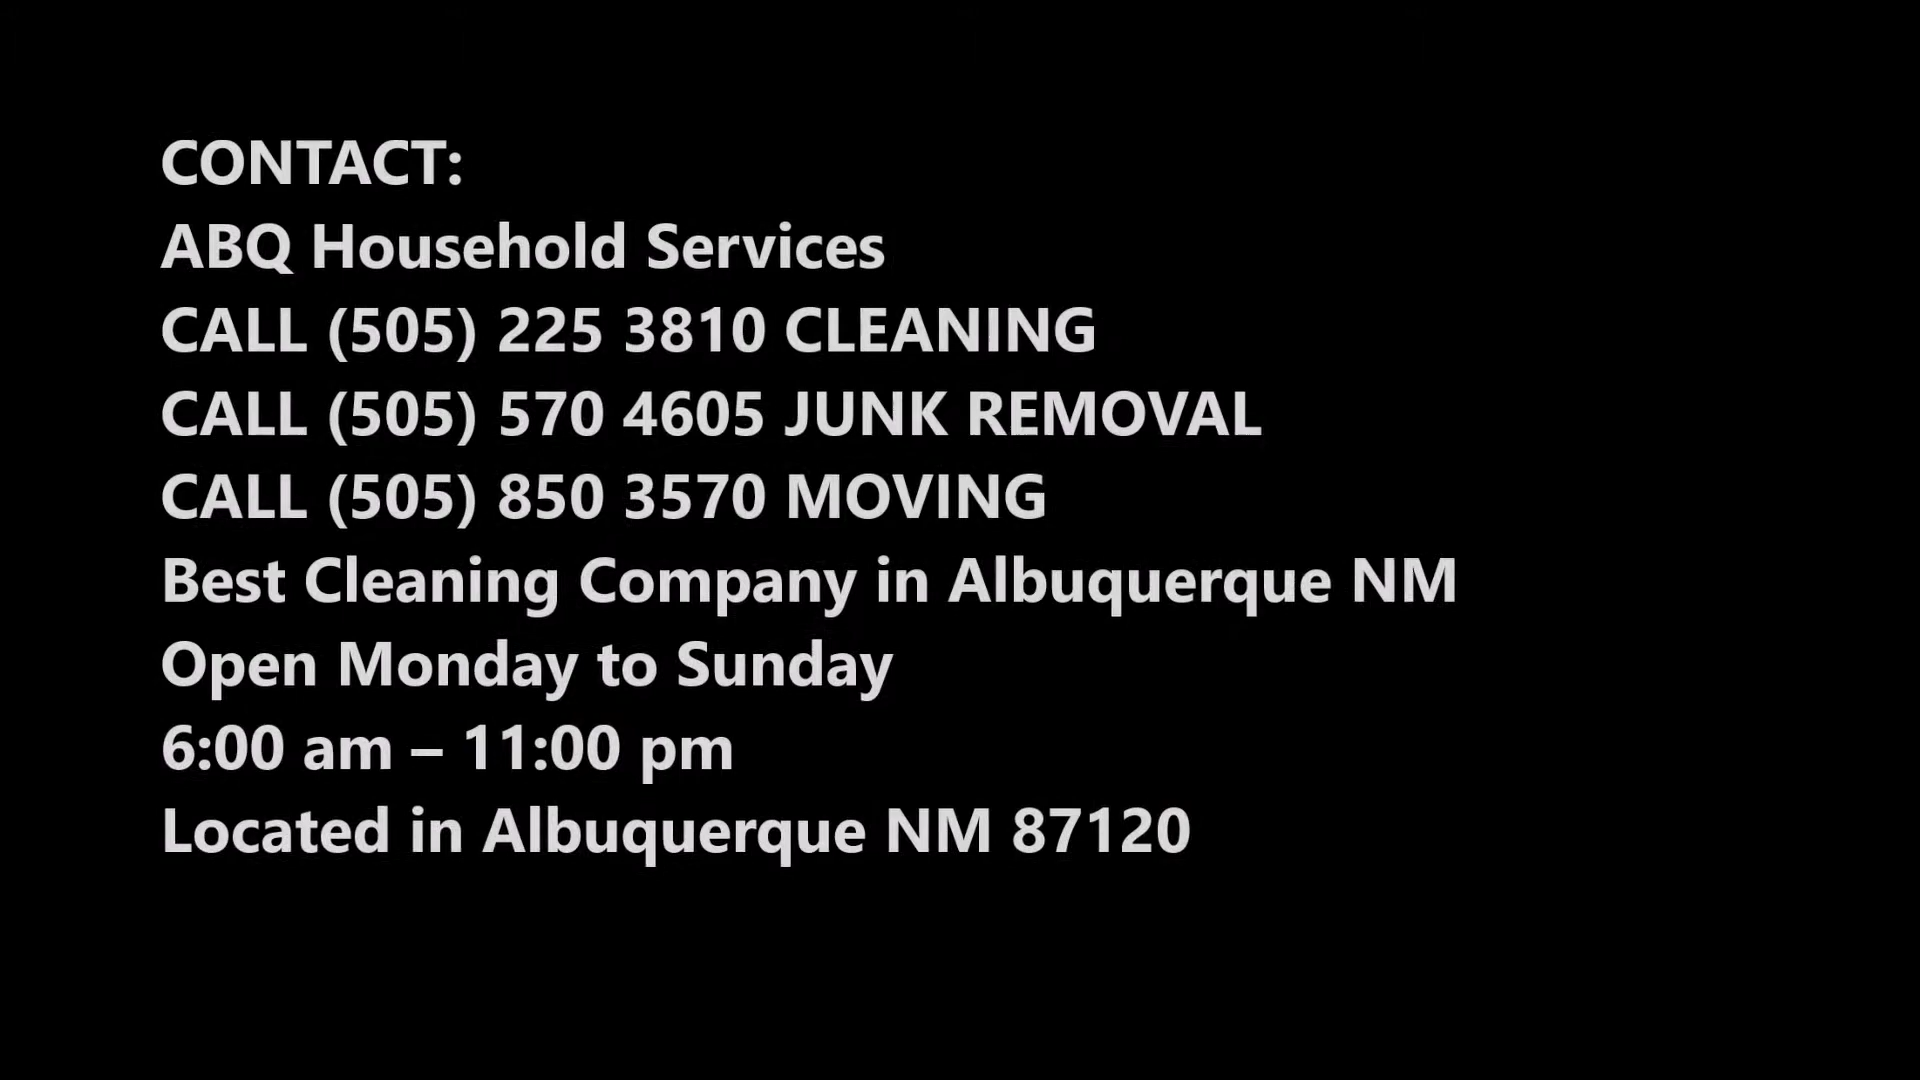 CONTACT:
ABQ Household Services
CALL (505) 225 3810 CLEANING
CALL (505) 570 4605 JUNK REMOVAL
CALL (505) 850 3570 MOVING
Best Cleaning Company in Albuquerque NM
Open Monday to Sunday
6:00 am – 11:00 pm
Located in Albuquerque NM 87120